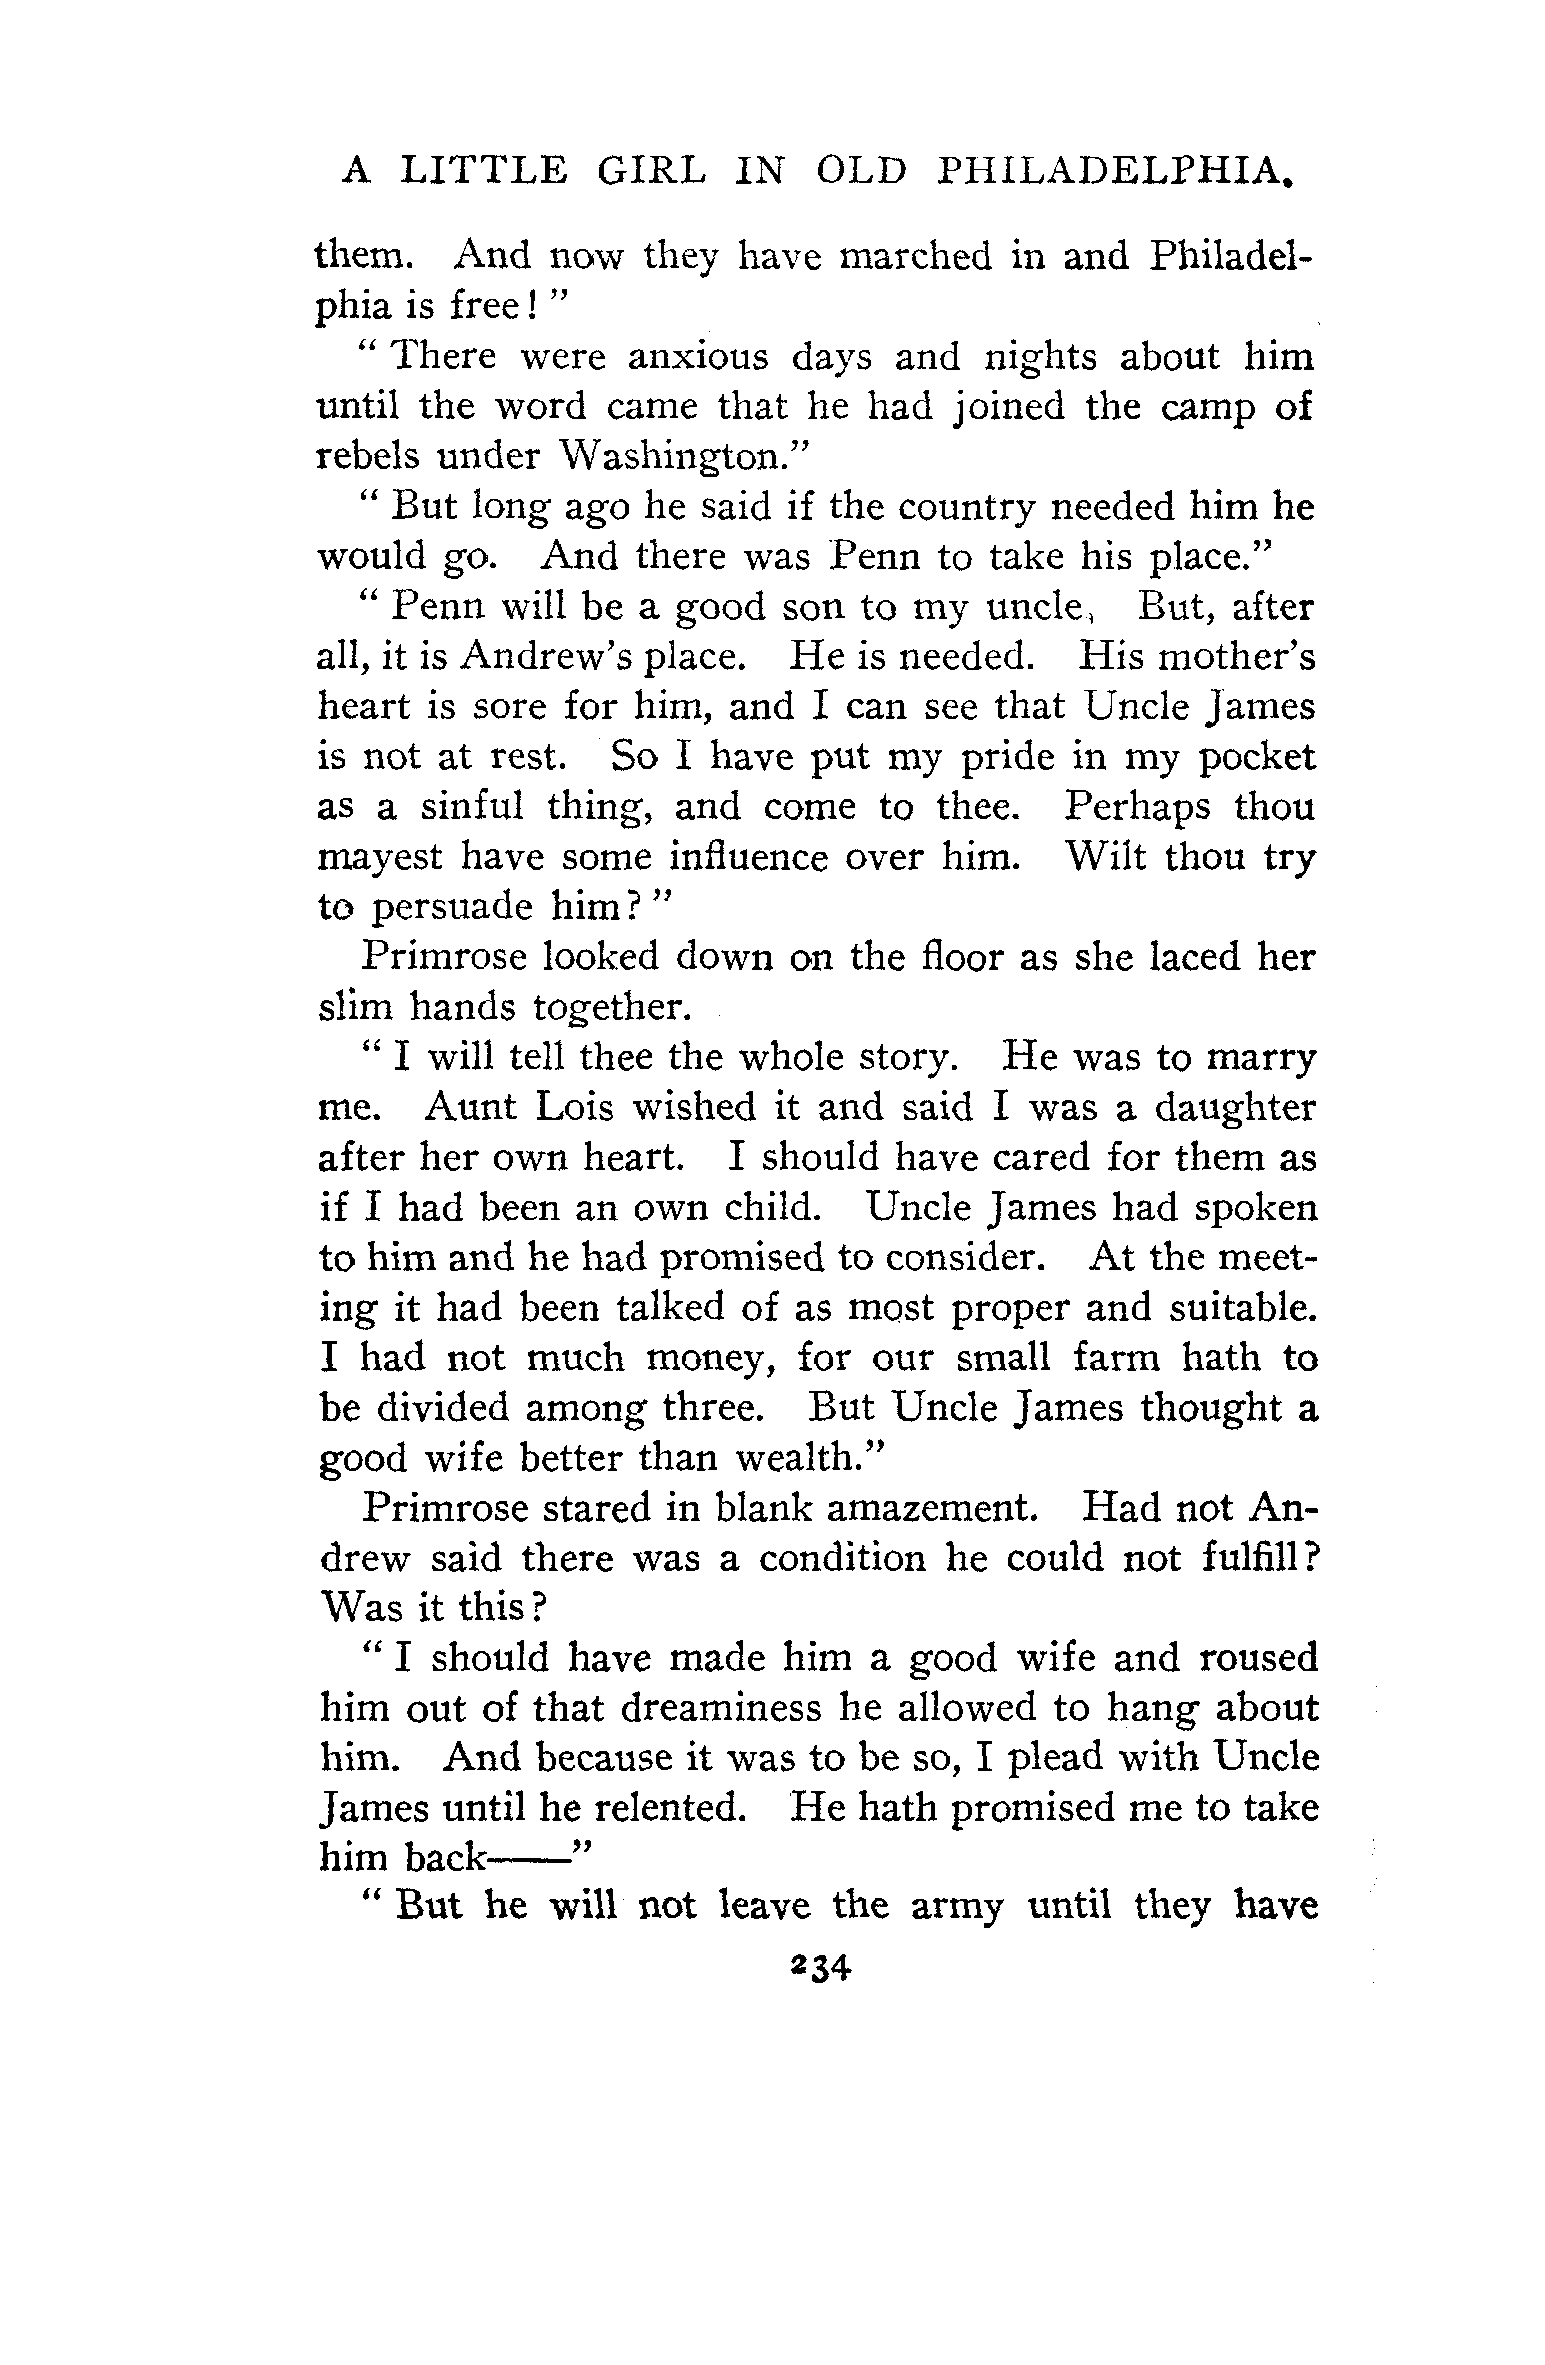 A LITTLE GIRL IN OLD PHILADELPHIA.
them. And now they have marched in and Philadel-
phia is free! ”
“ There were anxious days and nights about him
until the word came that he had joined the camp of
rebels under Washington.”
“ But long ago he said if the country needed him he
would go. And there was Penn to take his place.”
“ Penn will be a good son to my uncle, But, after
all, it is Andrew’s place. He is needed. His mother’s
heart is sore for him, and I can see that Uncle James
is not at rest. So I have put my pride in my pocket
as a sinful thing, and come to thee. Perhaps thou
mayest have some influence over him. Wilt thou try
to persuade him? ”
Primrose looked down on the floor as she laced her
slim hands together.
“ I will tell thee the whole story. He was to marry
me. Aunt Lois wished it and said I was a daughter
after her own heart. I should have cared for them as
if I had been an own child. Uncle James had spoken
to him and he had promised to consider. At the meet-
ing it had been talked of as most proper and suitable.
I had not much money, for our small farm hath to
be divided among three. But Uncle James thought a
good wife better than wealth.”
Primrose stared in blank amazement. Had not An-
drew said there was a condition he could not fulfill?
Was it this?
“ I should have made him a good wife and roused
him out of that dreaminess he allowed to hang about
him. And because it was to be so, I plead with Uncle
James until he relented. He hath promised me to take
him back——”
“ But he will not leave the army until they have
234